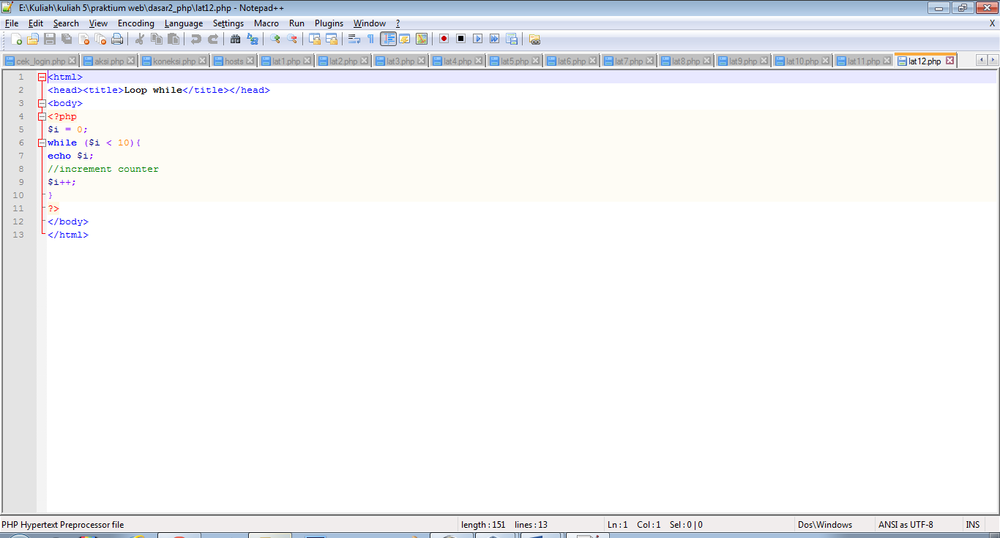 E:\Kuliah\kuliah 5\praktium web\dasar2_php\lat12.php - Notepad++
File Edit Search View Encoding Language Settings Macro Run Plugins Window ? X
cek_login.php aksi.php koneksi.php hosts lat1.php lat2.php lat3.php lat4.php lat5.php lat6.php lat7.php lat8.php lat9.php lat10.php lat11.php lat12.php
1 <html>
2 <head><title>Loop while</title></head>
3 <body>
4 <?php
5 $i = 0;
6 while ($i < 10){
7 echo $i;
8 //increment counter
9 $i++;
10 }
11 ?>
12 </body>
13 </html>
PHP Hypertext Preprocessor file length : 151 lines : 13 Ln : 1 Col : 1 Sel : 0 | 0 Dos\Windows ANSI as UTF-8 INS